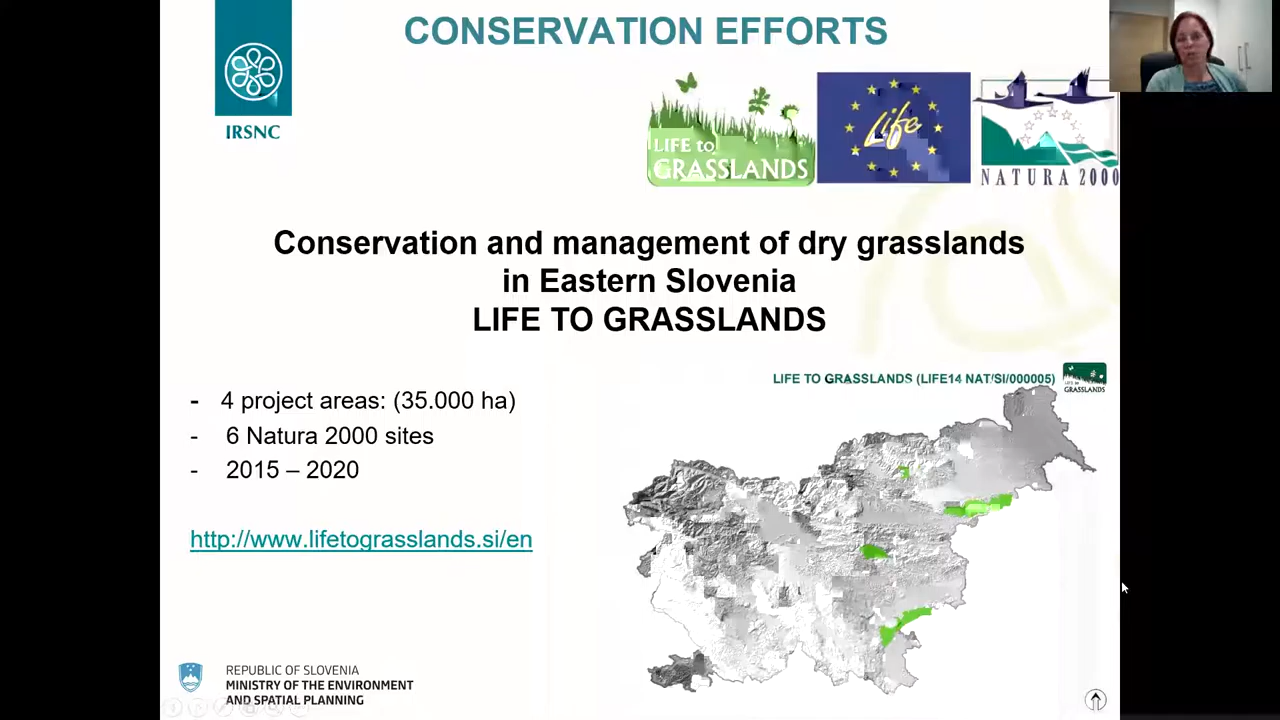 CONSERVATION EFFORTS
IRSNC
LIFE to
GRASSLANDS
Life
NATURA 2000
Conservation and management of dry grasslands
in Eastern Slovenia
LIFE TO GRASSLANDS
- 4 project areas: (35.000 ha)
- 6 Natura 2000 sites
- 2015 – 2020
http://www.lifetograsslands.si/en
LIFE TO GRASSLANDS (LIFE14 NAT/SI/000005)
LIFE to
GRASSLANDS
REPUBLIC OF SLOVENIA
MINISTRY OF THE ENVIRONMENT
AND SPATIAL PLANNING